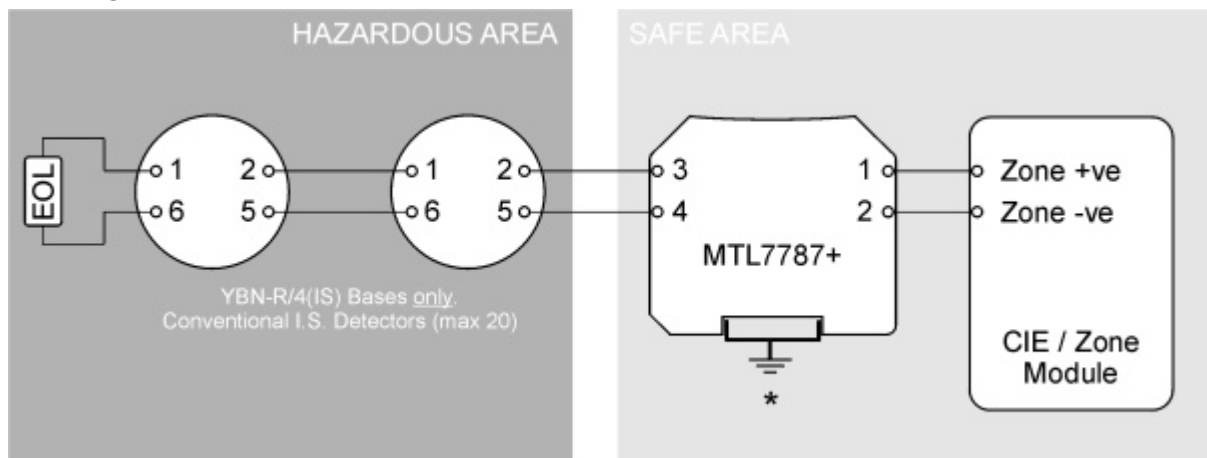 HAZARDOUS AREA
SAFE AREA
EOL
1 2 1 2 3 1 Zone +ve
6 5 6 5 4 2 Zone -ve
MTL7787+
YBN-R/4(IS) Bases only.
Conventional I.S. Detectors (max 20)
CIE / Zone
Module
*